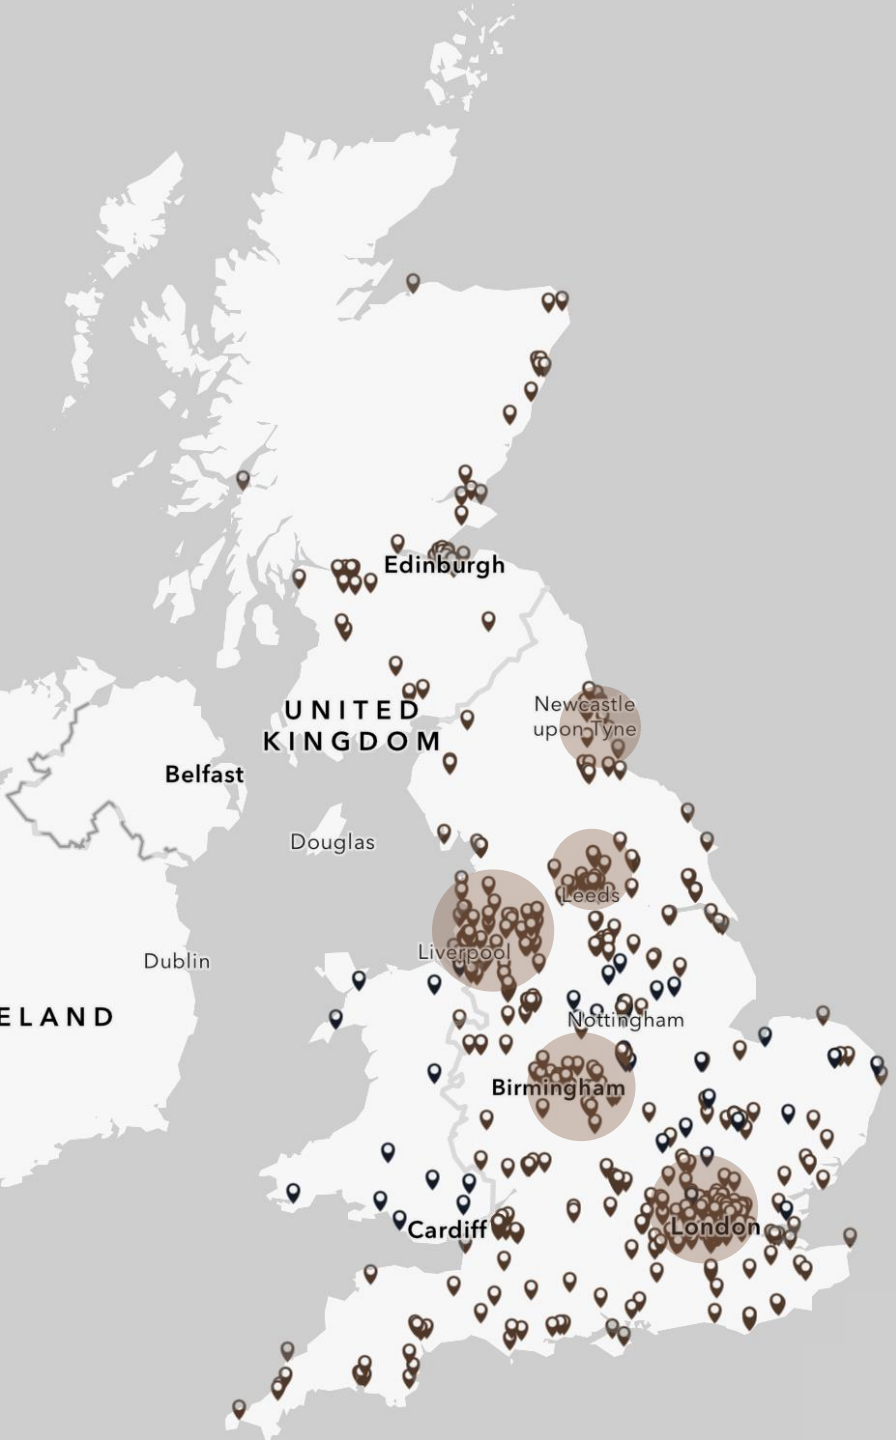 Edinburgh
UNITED
KINGDOM
Newcastle
upon Tyne
Belfast
Douglas
Leeds
Liverpool
Dublin
ELAND
Nottingham
Birmingham
Cardiff
London